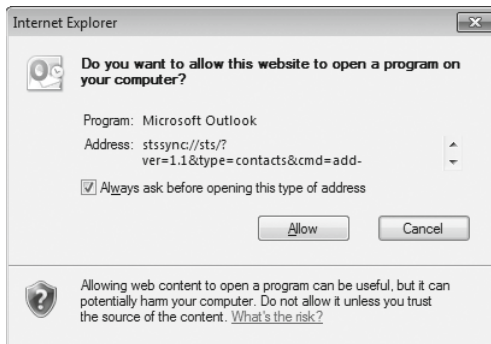 Internet Explorer
Do you want to allow this website to open a program on
your computer?
Program: Microsoft Outlook
Address: stssync://sts/?
ver=1.1&type=contacts&cmd=add-
Always ask before opening this type of address
Allow Cancel
Allowing web content to open a program can be useful, but it can
potentially harm your computer. Do not allow it unless you trust
the source of the content. What's the risk?